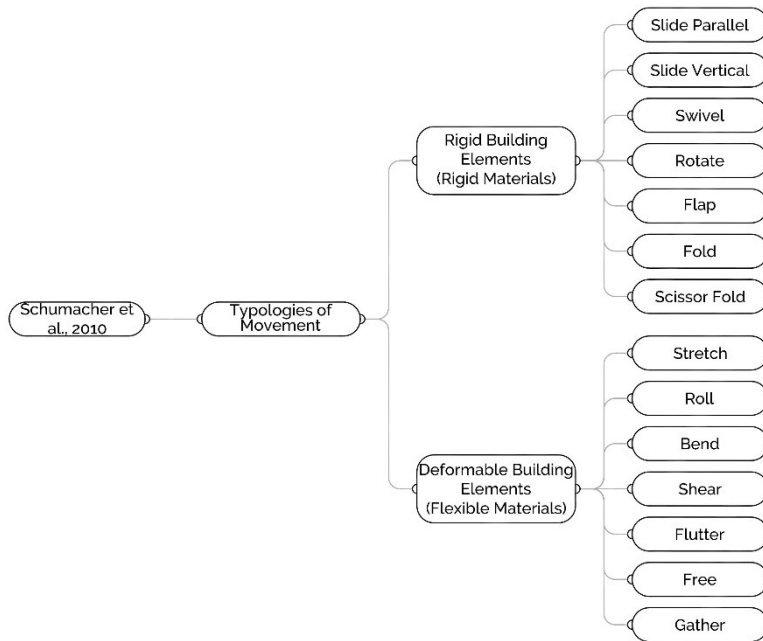 Schumacher et
al., 2010
Typologies of
Movement
Rigid Building
Elements
(Rigid Materials)
Slide Parallel
Slide Vertical
Swivel
Rotate
Flap
Fold
Scissor Fold
Deformable Building
Elements
(Flexible Materials)
Stretch
Roll
Bend
Shear
Flutter
Free
Gather